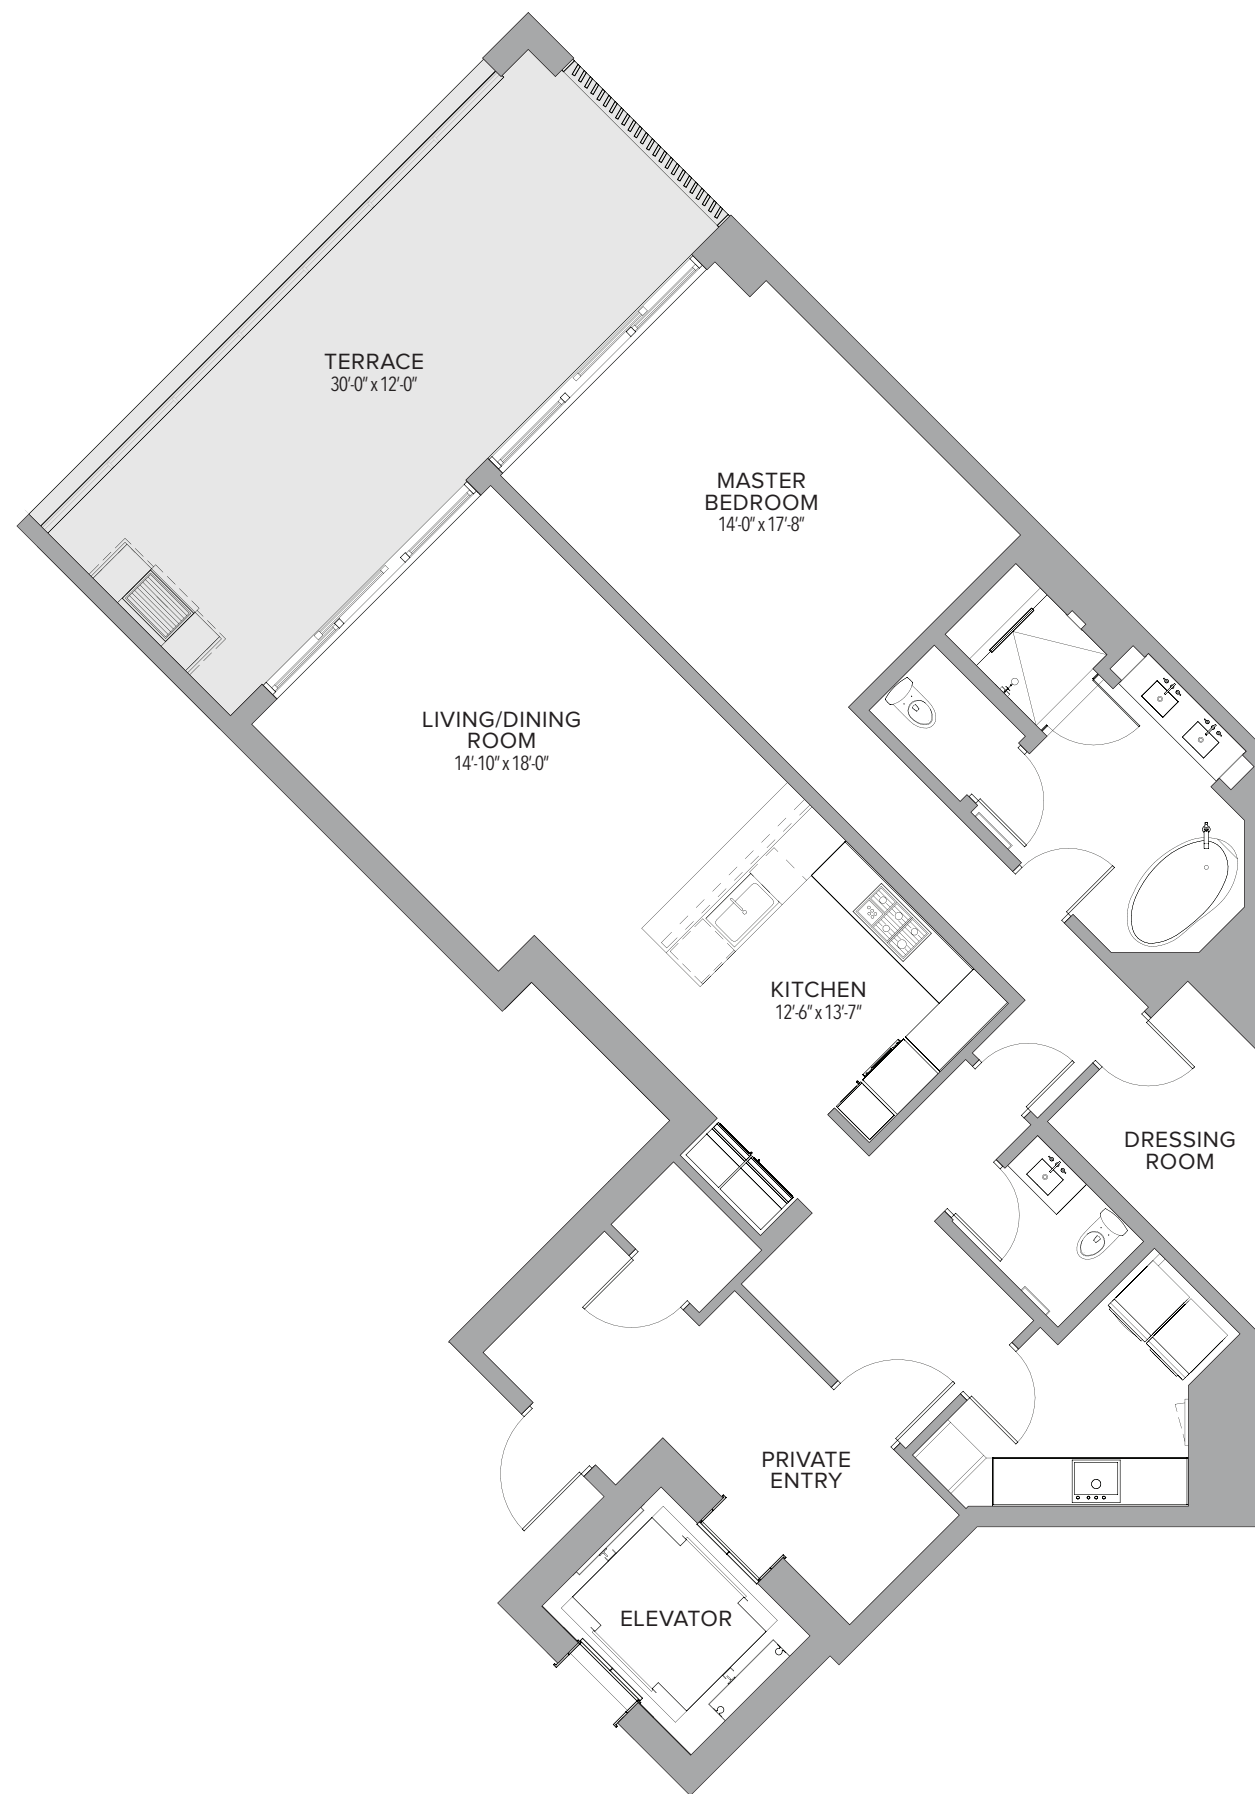 TERRACE
30'-0" x 12'-0"
MASTER
BEDROOM
14'-0" x 17'-8"
LIVING/DINING
ROOM
14'-10" x 18'-0"
KITCHEN
12'-6" x 13'-7"
DRESSING
ROOM
PRIVATE
ENTRY
ELEVATOR